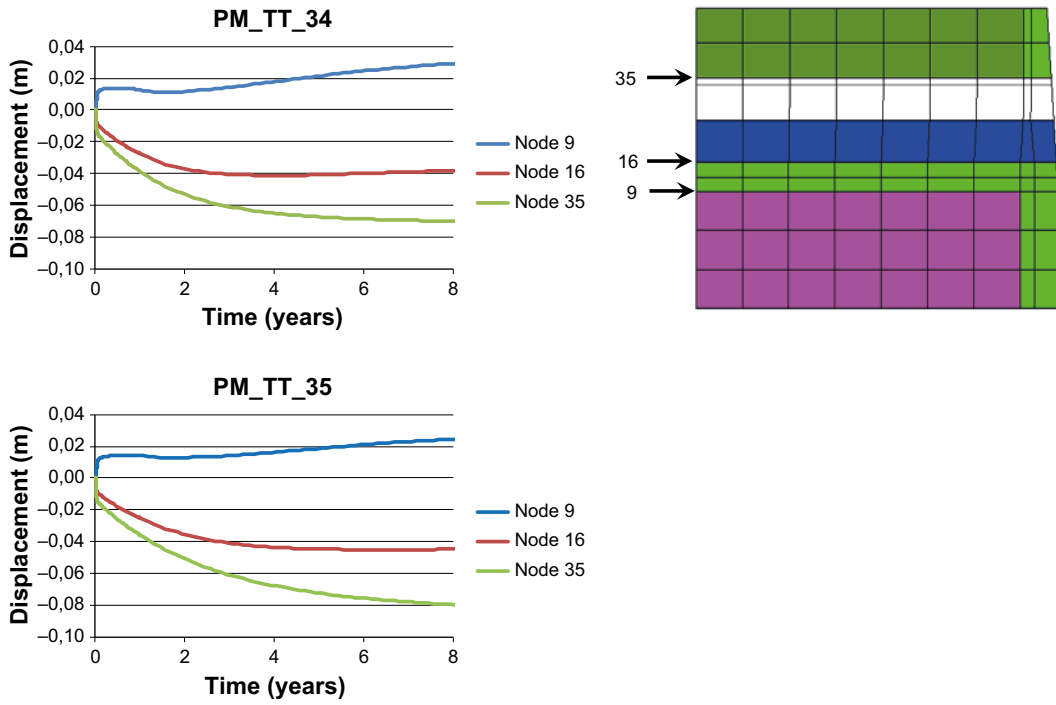 PM_TT_34
Displacement (m)
0,04
0,02
0,00
–0,02
–0,04
–0,06
–0,08
–0,10
0 2 4 6 8
Time (years)
Node 9
Node 16
Node 35
35
16
9
PM_TT_35
Displacement (m)
0,04
0,02
0,00
–0,02
–0,04
–0,06
–0,08
–0,10
0 2 4 6 8
Time (years)
Node 9
Node 16
Node 35